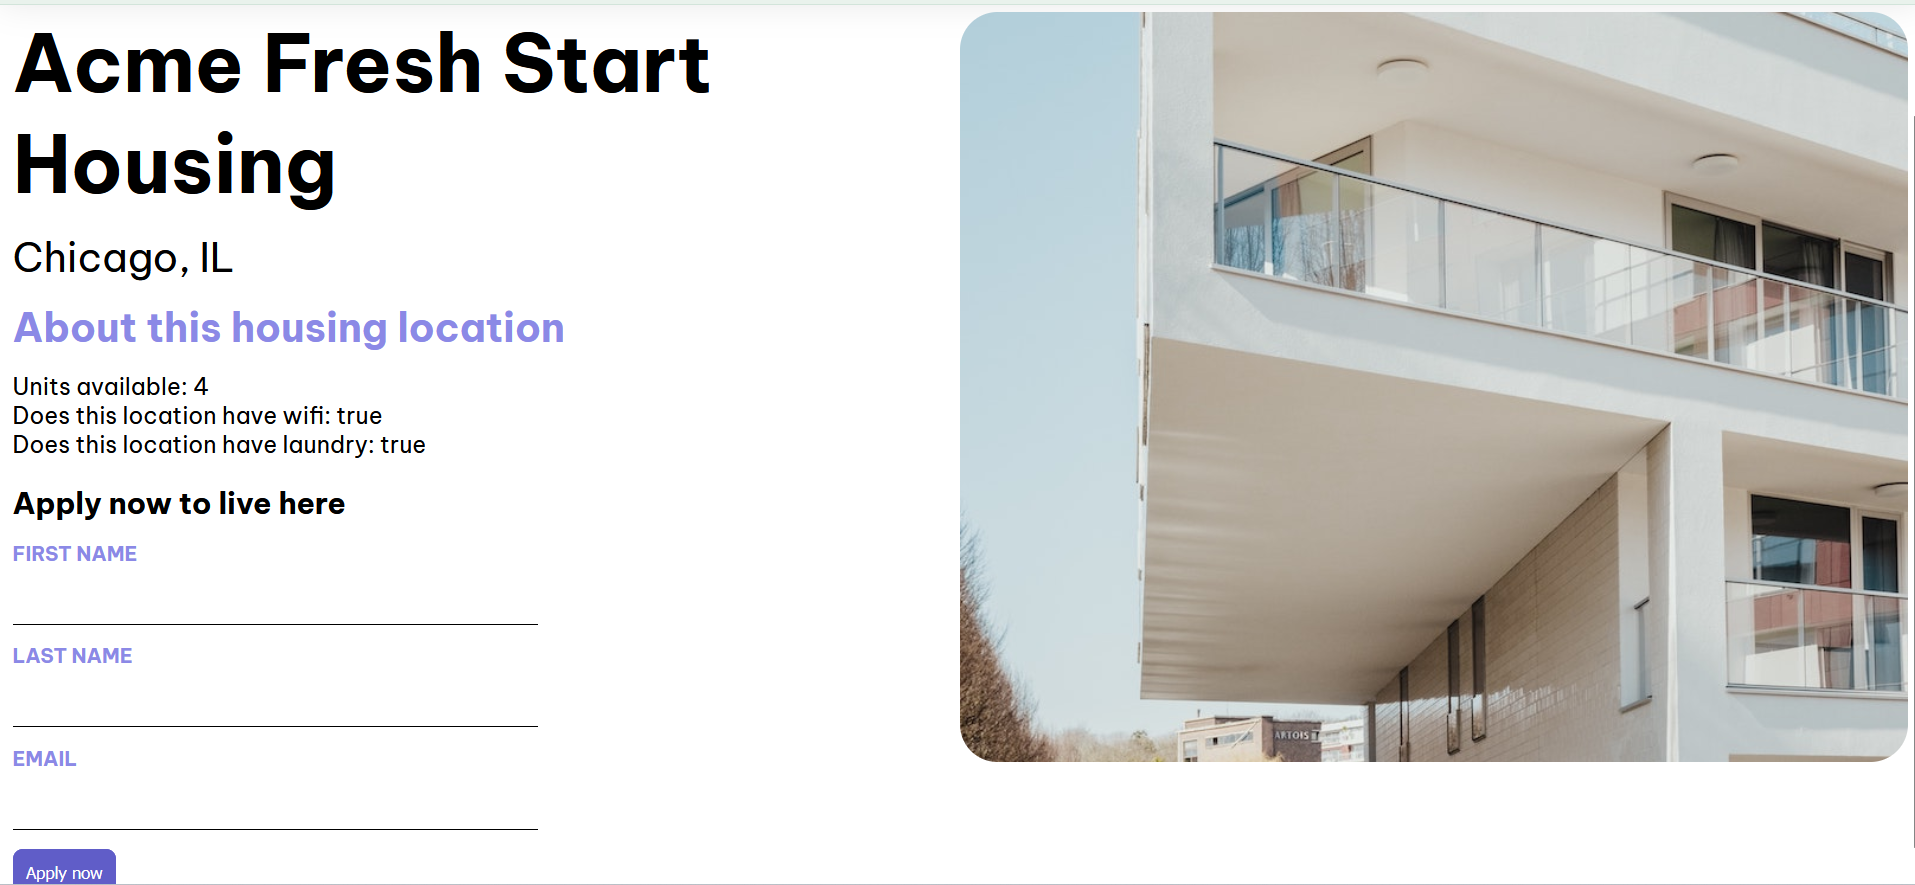 Acme Fresh Start
Housing
Chicago, IL
About this housing location
Units available: 4
Does this location have wifi: true
Does this location have laundry: true
Apply now to live here
FIRST NAME
LAST NAME
EMAIL
Apply now
ARTOIS